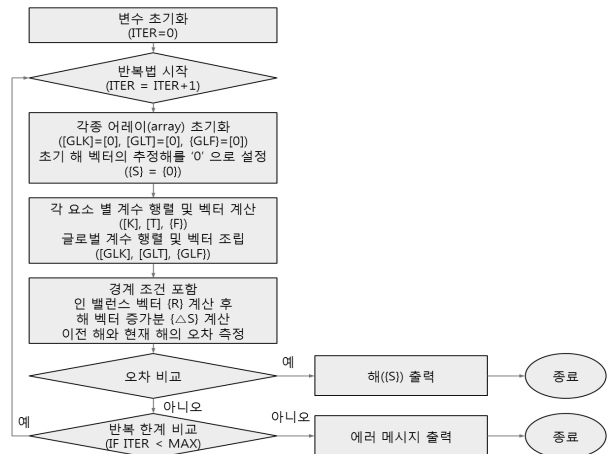 변수 초기화
(ITER=0)
반복법 시작
(ITER = ITER+1)
각종 어레이(array) 초기화
([GLK]=[0], [GLT]=[0], {GLF}=[0])
초기 해 벡터의 추정해를 '0' 으로 설정
({S} = {0})
각 요소 별 계수 행렬 및 벡터 계산
([K], [T], {F})
글로벌 계수 행렬 및 벡터 조립
([GLK], [GLT], {GLF})
경계 조건 포함
인 밸런스 벡터 {R} 계산 후
해 벡터 증가분 {△S} 계산
이전 해와 현재 해의 오차 측정
오차 비교
예
해({S}) 출력
종료
아니오
반복 한계 비교
(IF ITER < MAX)
예
아니오
에러 메시지 출력
종료